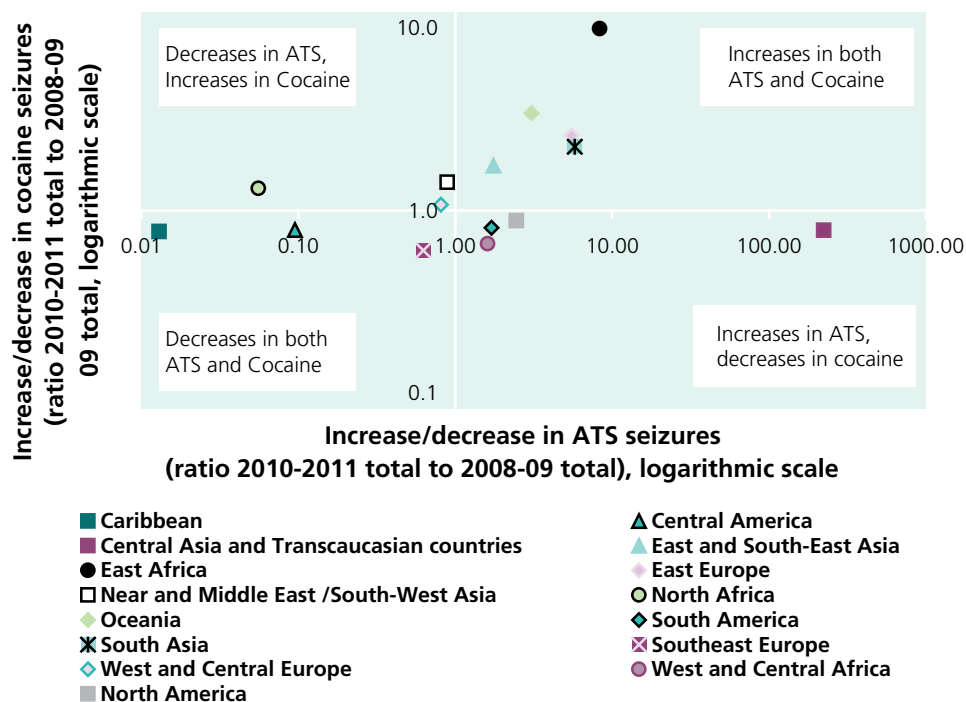 Increase/decrease in cocaine seizures
(ratio 2010-2011 total to 2008-
09 total, logarithmic scale)
10.0
1.0
0.1
Decreases in ATS,
Increases in Cocaine
Increases in both
ATS and Cocaine
0.01
0.10
1.00
10.00
100.00
1000.00
Decreases in both
ATS and Cocaine
Increases in ATS,
decreases in cocaine
Increase/decrease in ATS seizures
(ratio 2010-2011 total to 2008-09 total), logarithmic scale
Caribbean
Central Asia and Transcaucasian countries
East Africa
Near and Middle East /South-West Asia
Oceania
South Asia
West and Central Europe
North America
Central America
East and South-East Asia
East Europe
North Africa
South America
Southeast Europe
West and Central Africa